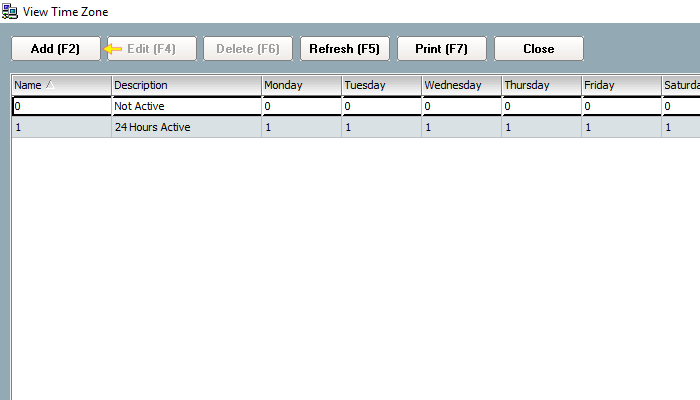 View Time Zone
Add (F2) Edit (F4) Delete (F6) Refresh (F5) Print (F7) Close
Name Description Monday Tuesday Wednesday Thursday Friday Saturda
0 Not Active 0 0 0 0 0 0
1 24 Hours Active 1 1 1 1 1 1